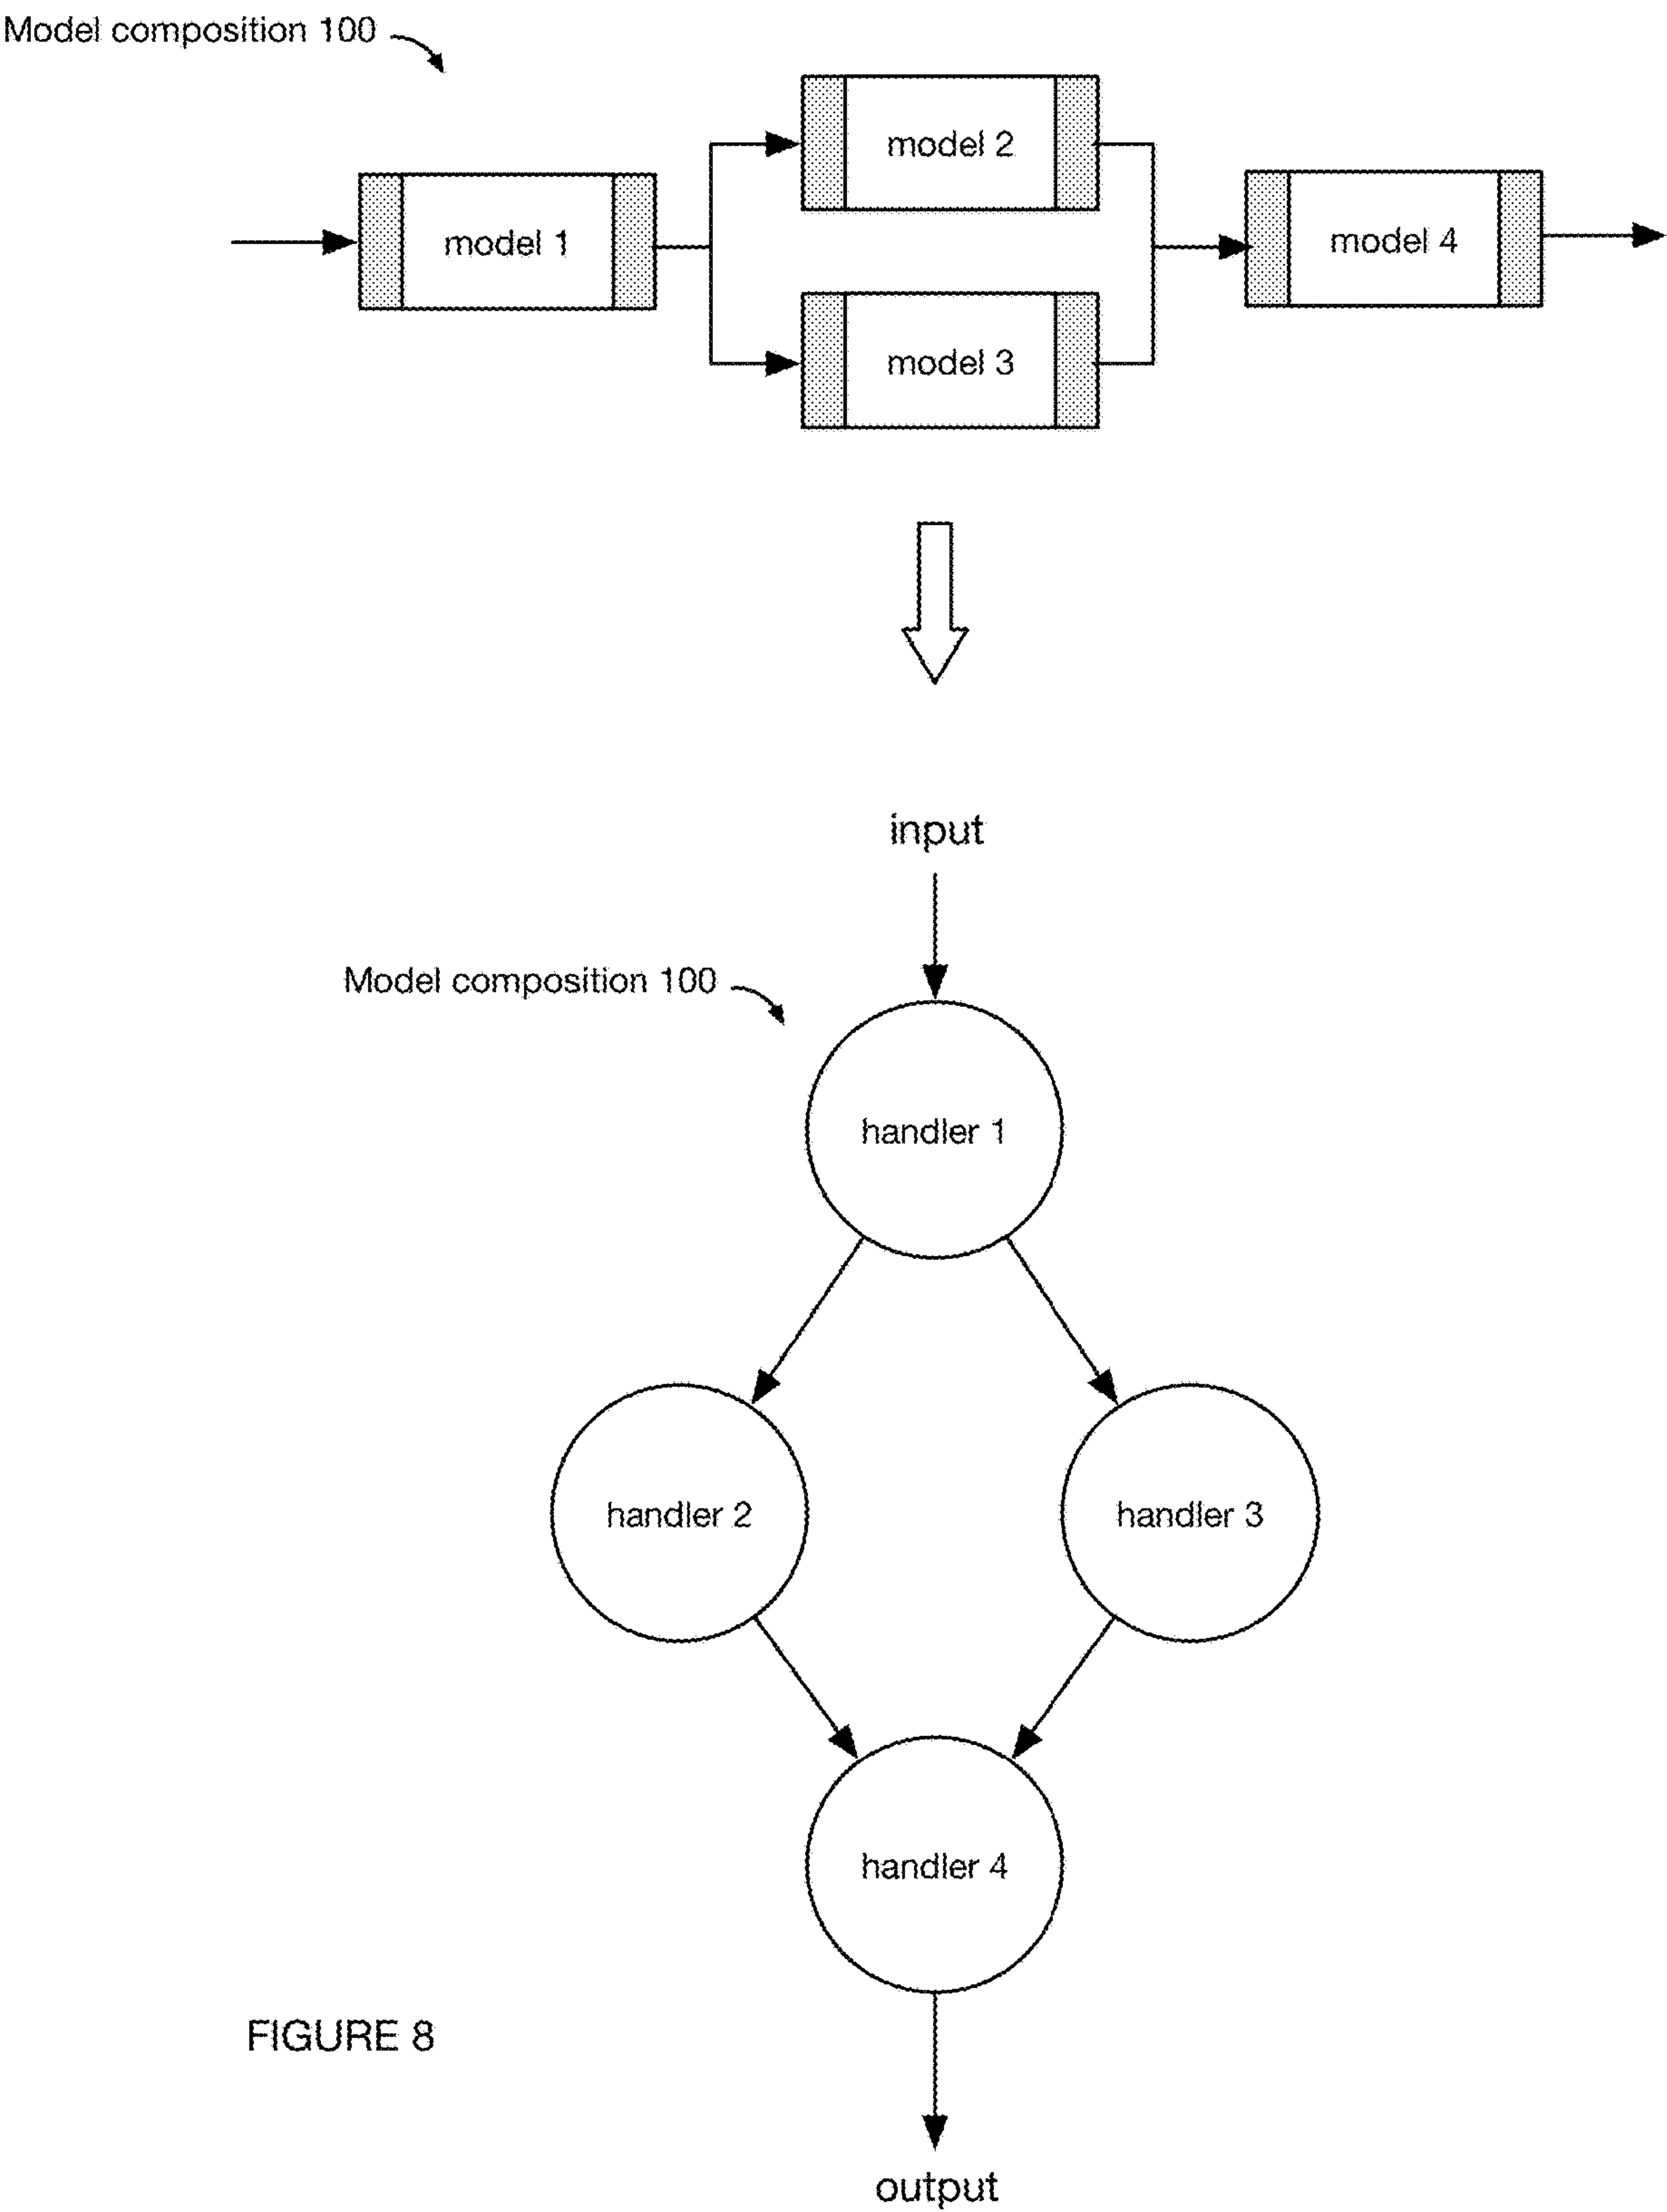 Model composition 100
model 2
model 1
model 4
model 3
input
Model composition 100
handler 1
handler 2
handler 3
handler 4
FIGURE 8
output